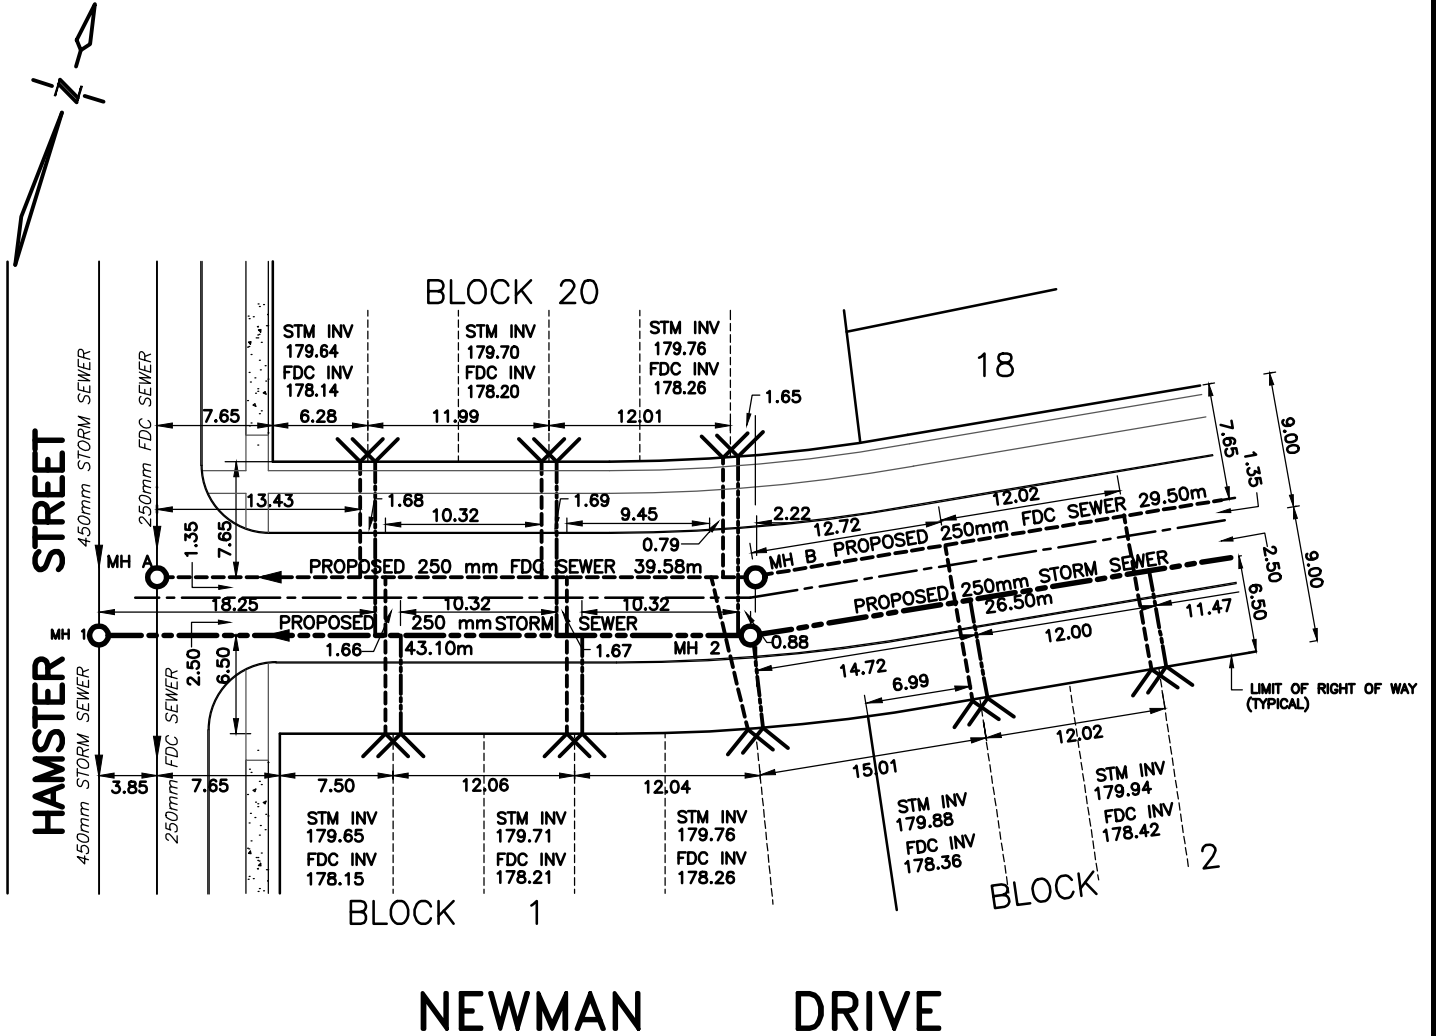 N
BLOCK 20
STM INV
179.64
FDC INV
178.14
STM INV
179.70
FDC INV
178.20
STM INV
179.76
FDC INV
178.26
18
1.65
7.65
6.28
11.99
12.01
HAMSTER STREET
450mm STORM SEWER
250mm FDC SEWER
13.43
1.68
10.32
1.69
9.45
2.22
12.72
12.02
7.65
1.35
9.00
1.35
7.65
0.79
MH A
PROPOSED 250 mm FDC SEWER 39.58m
MH B PROPOSED 250mm FDC SEWER 29.50m
18.25
10.32
10.32
PROPOSED 250mm STORM SEWER
26.50m
2.50
6.50
9.00
11.47
MH 1
PROPOSED 250 mm STORM SEWER
2.50
6.50
1.66
43.10m
1.67
MH 2
0.88
12.00
14.72
6.99
LIMIT OF RIGHT OF WAY
(TYPICAL)
450mm STORM SEWER
250mm FDC SEWER
12.02
15.01
3.85
7.65
7.50
12.06
12.04
STM INV
179.65
FDC INV
178.15
STM INV
179.71
FDC INV
178.21
STM INV
179.76
FDC INV
178.26
STM INV
179.88
FDC INV
178.36
STM INV
179.94
FDC INV
178.42
BLOCK 1
BLOCK 2
NEWMAN DRIVE